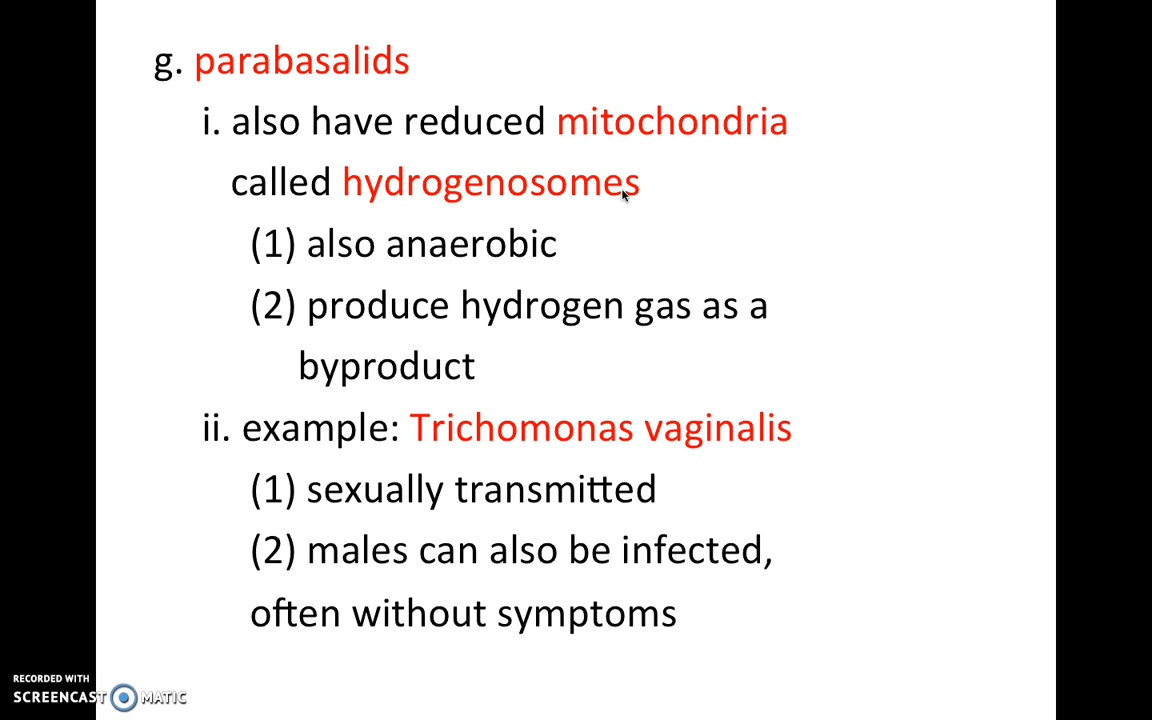 g. parabasalids
i. also have reduced mitochondria
called hydrogenosomes
(1) also anaerobic
(2) produce hydrogen gas as a
byproduct
ii. example: Trichomonas vaginalis
(1) sexually transmitted
(2) males can also be infected,
often without symptoms
RECORDED WITH
SCREENCAST MATIC